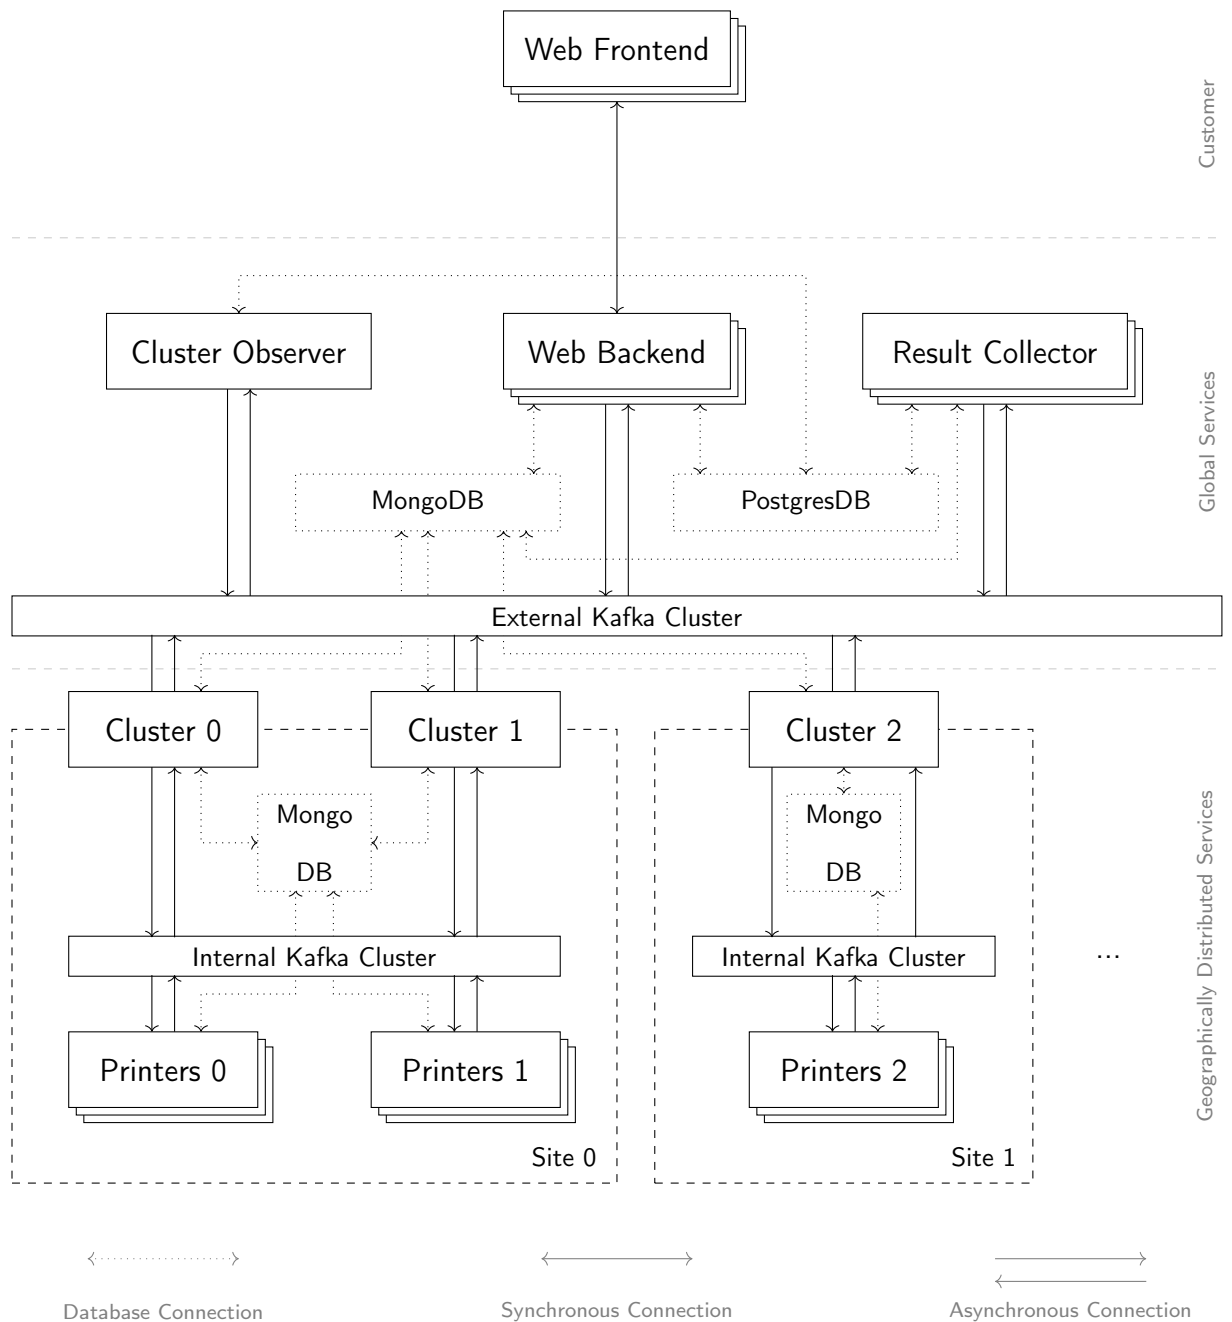 Web Frontend
Customer
Cluster Observer
Web Backend
Result Collector
Global Services
MongoDB
PostgresDB
External Kafka Cluster
Cluster 0
Cluster 1
Cluster 2
Mongo
DB
Mongo
DB
Internal Kafka Cluster
Internal Kafka Cluster
...
Geographically Distributed Services
Printers 0
Printers 1
Printers 2
Site 0
Site 1
Database Connection
Synchronous Connection
Asynchronous Connection